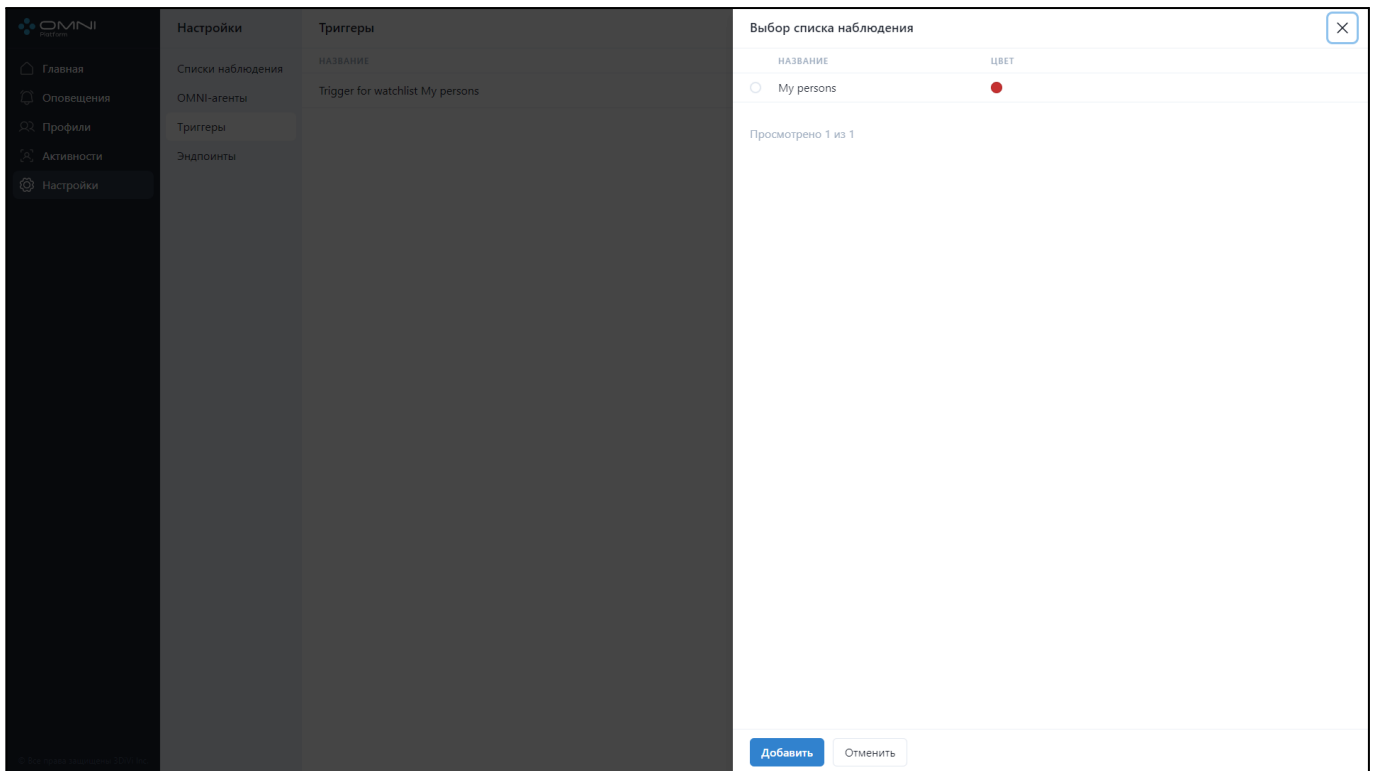 OMNI
Platform
Главная
Оповещения
Профили
Активности
Настройки
Настройки
Списки наблюдения
OMNI-агенты
Триггеры
Эндпоинты
Триггеры
НАЗВАНИЕ
Trigger for watchlist My persons
Выбор списка наблюдения
НАЗВАНИЕ ЦВЕТ
My persons
Просмотрено 1 из 1
Добавить Отменить